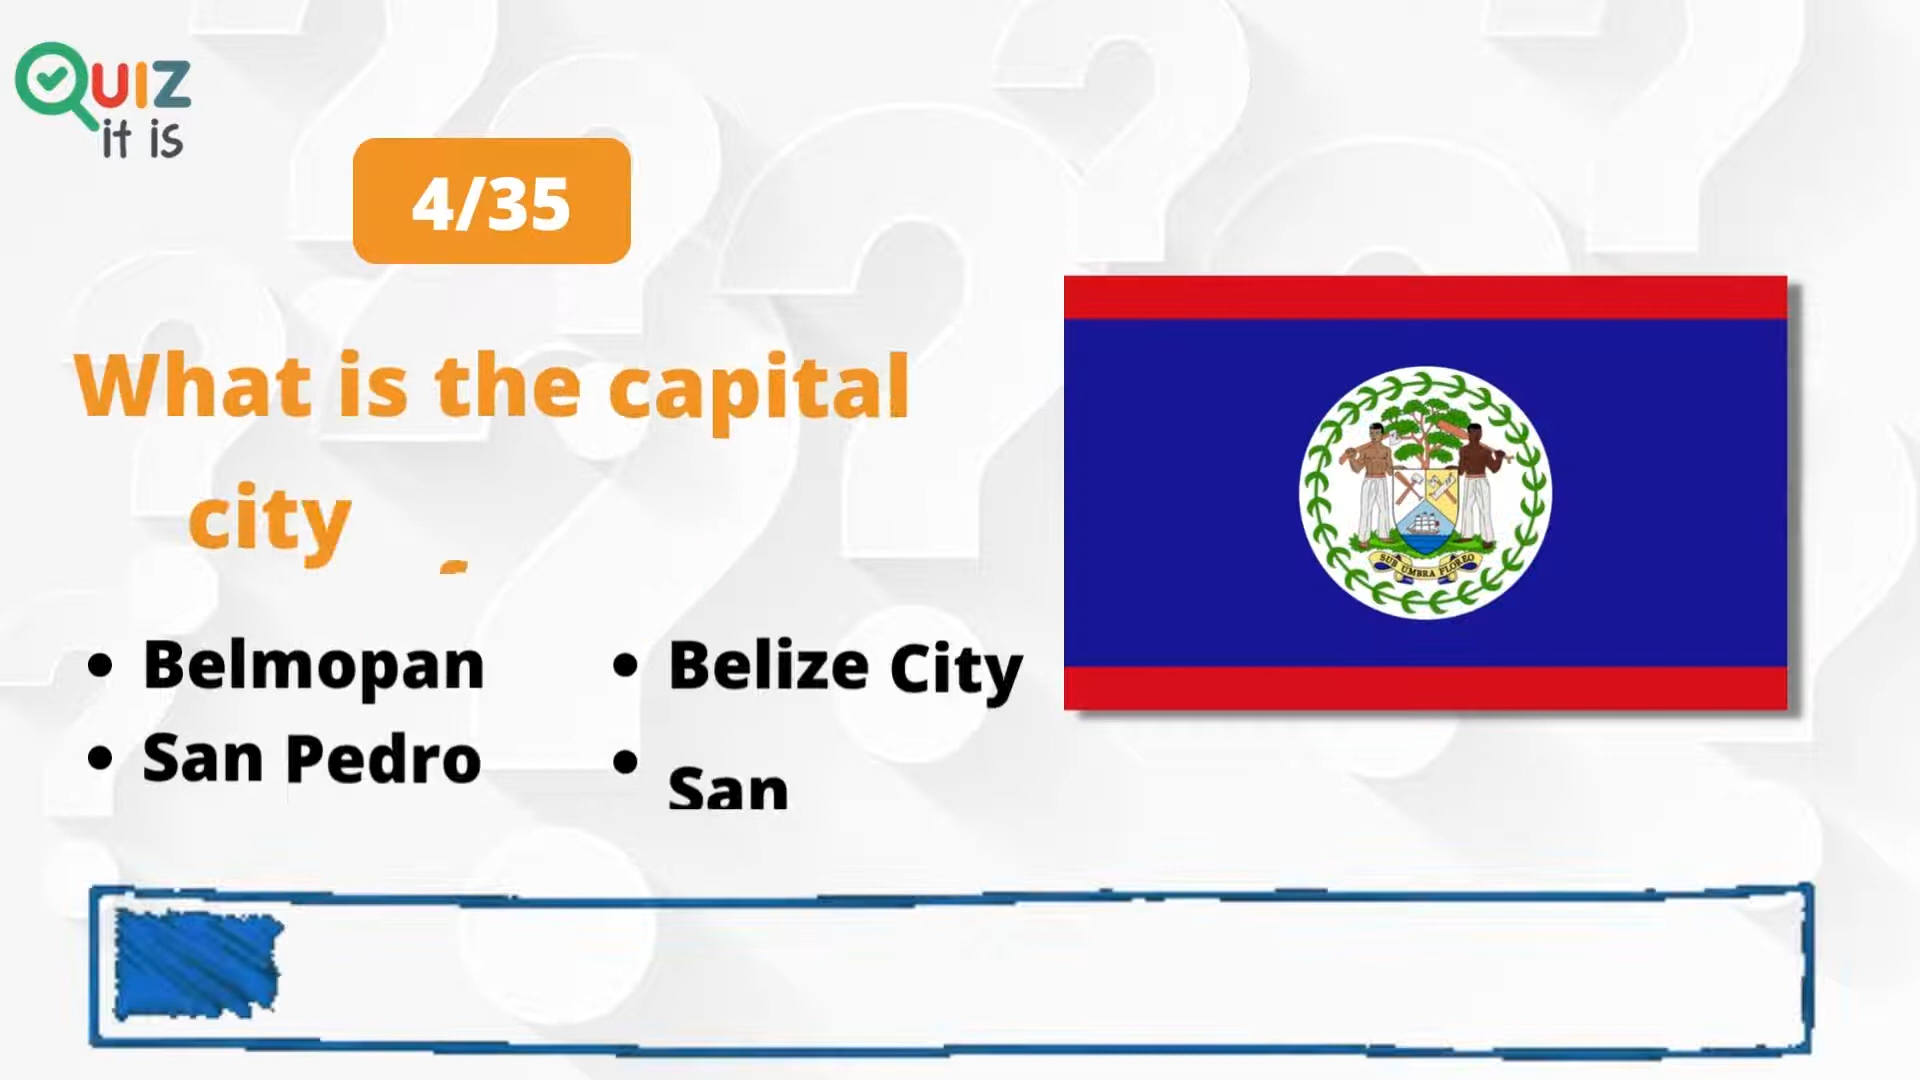 QUIZ
it is
4/35
What is the capital
city
Belmopan
Belize City
San Pedro
San
SUB UMBRA FLOREO